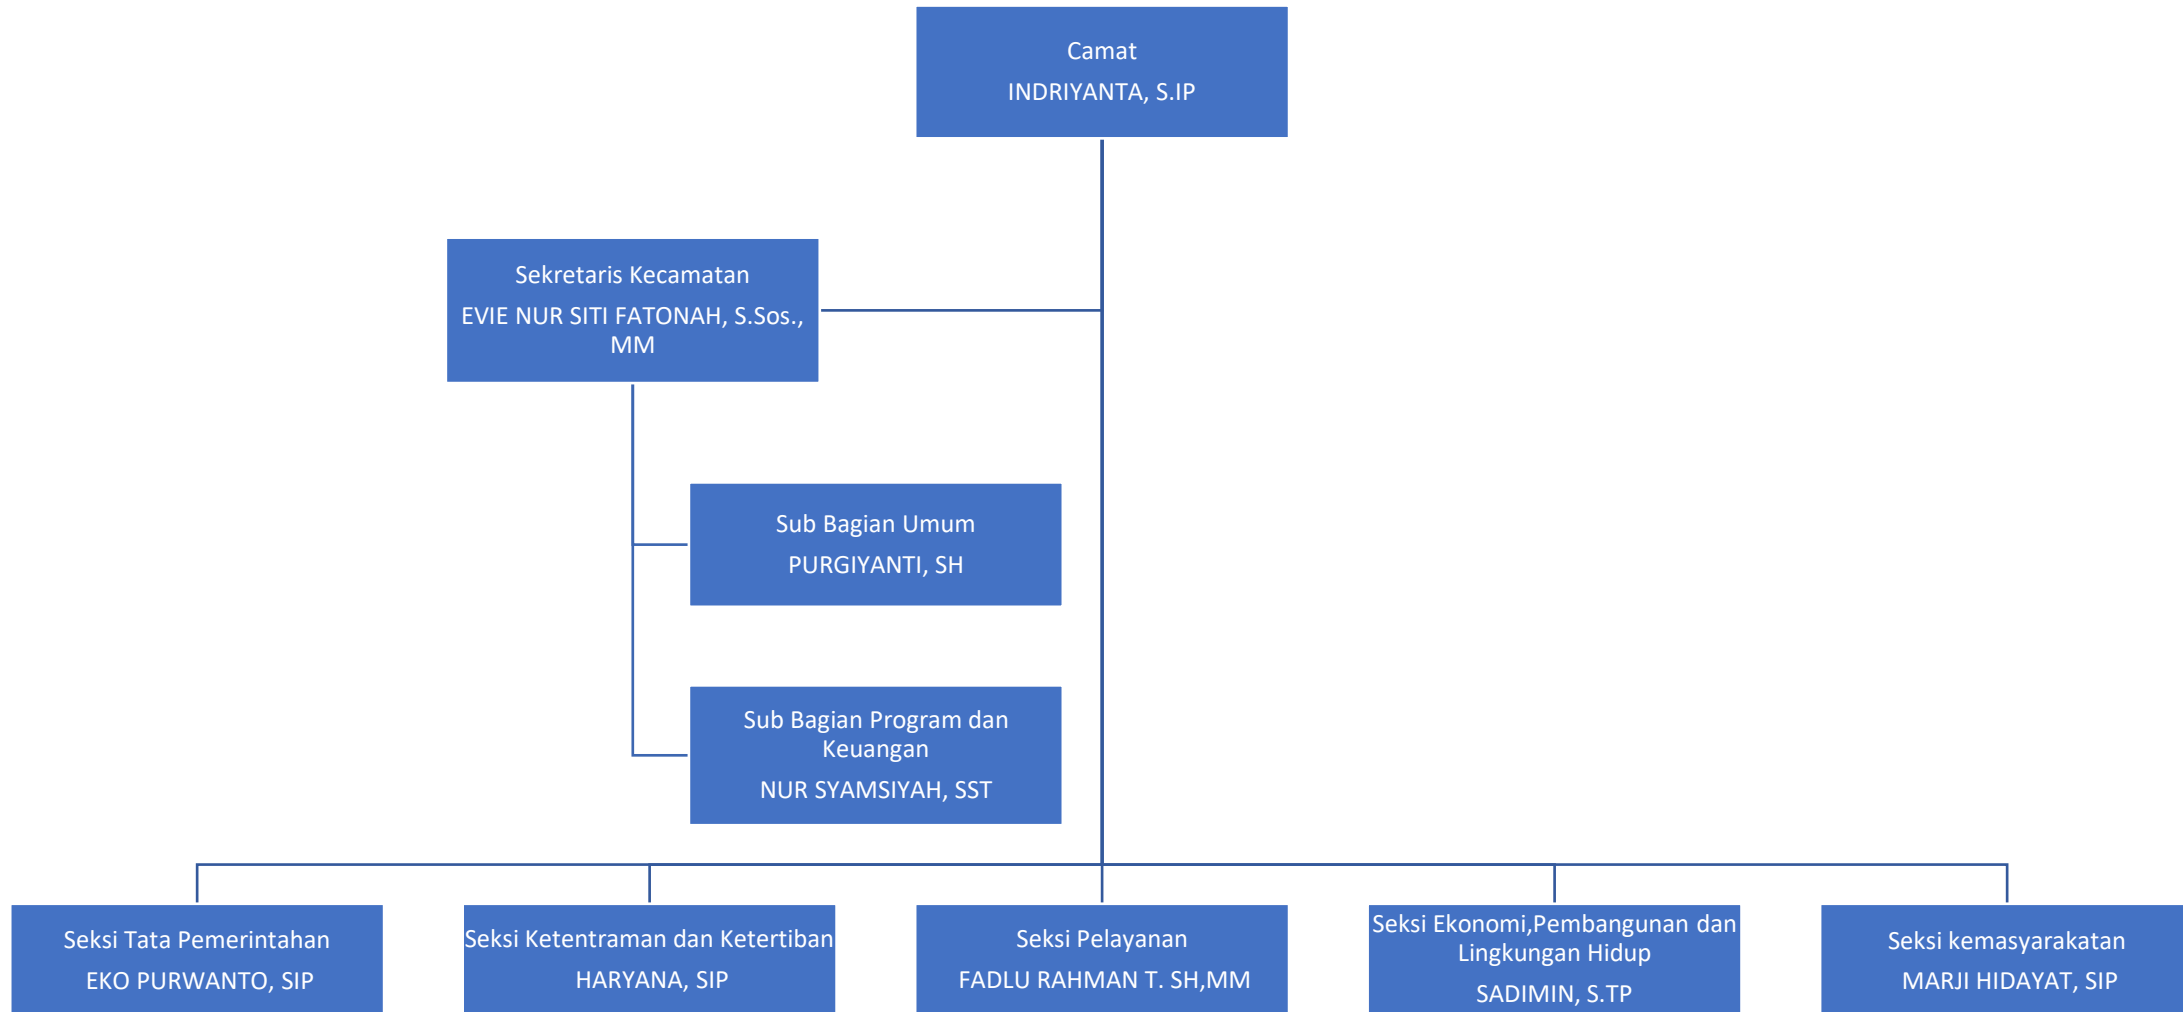 Camat
INDRIYANTA, S.IP
Sekretaris Kecamatan
EVIE NUR SITI FATONAH, S.Sos.,
MM
Sub Bagian Umum
PURGIYANTI, SH
Sub Bagian Program dan
Keuangan
NUR SYAMSIYAH, SST
Seksi Tata Pemerintahan
EKO PURWANTO, SIP
Seksi Ketentraman dan Ketertiban
HARYANA, SIP
Seksi Pelayanan
FADLU RAHMAN T. SH,MM
Seksi Ekonomi,Pembangunan dan
Lingkungan Hidup
SADIMIN, S.TP
Seksi kemasyarakatan
MARJI HIDAYAT, SIP